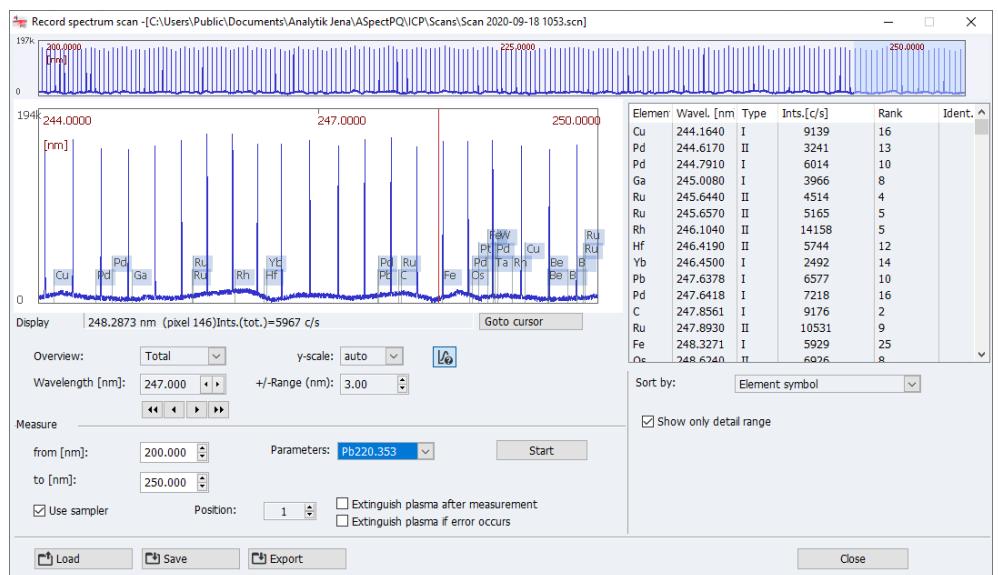 Record spectrum scan -[C:\Users\Public\Documents\Analytik Jena\ASpectPQ\ICP\Scans\Scan 2020-09-18 1053.scn]
197k
200.0000
225.0000
250.0000
[nm]
0
194k
244.0000
247.0000
250.0000
[nm]
FeW
Ru
Pt Pd
Cu
Ru
Pd
Ru
Yb
Pd
Ru
Pd
Ta
Rh
Be
B
Cu
Pd
Ga
Ru
Rh
Hf
Pb
C
Fe
Os
Be
B
0
Display
248.2873 nm (pixel 146)Ints.(tot.)=5967 c/s
Goto cursor
Elemen Wavel. [nm Type Ints.[c/s] Rank Ident.
Cu 244.1640 I 9139 16
Pd 244.6170 II 3241 13
Pd 244.7910 I 6014 10
Ga 245.0080 I 3966 8
Ru 245.6440 II 4514 4
Ru 245.6570 II 5165 5
Rh 246.1040 II 14158 5
Hf 246.4190 II 5744 12
Yb 246.4500 I 2492 14
Pb 247.6378 I 6577 10
Pd 247.6418 I 7218 16
C 247.8561 I 9176 2
Ru 247.8930 II 10531 9
Fe 248.3271 I 5929 25
Os 248.6240 II 6926 8
Overview: Total y-scale: auto
Wavelength [nm]: 247.000 +/-Range (nm): 3.00
Sort by: Element symbol
Show only detail range
Measure
from [nm]: 200.000 Parameters: Pb220.353 Start
to [nm]: 250.000
Use sampler Position: 1
Extinguish plasma after measurement
Extinguish plasma if error occurs
Load Save Export Close